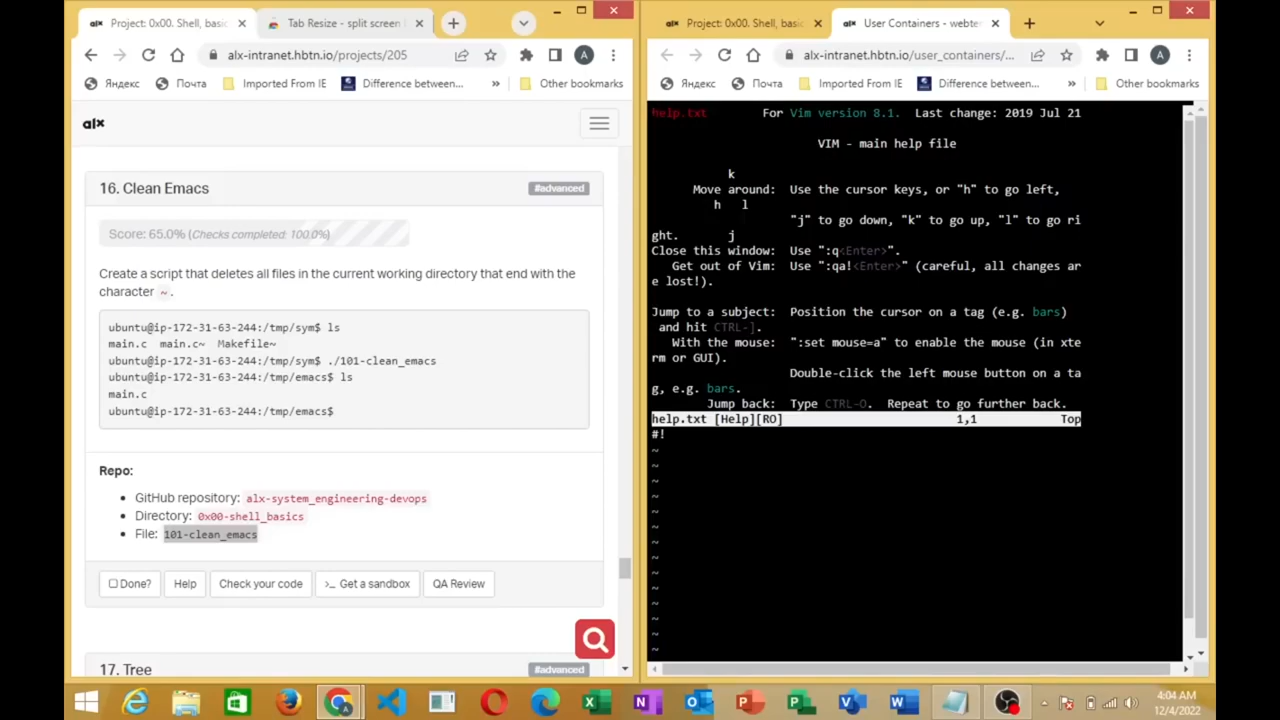 Project: 0x00. Shell, basic
Tab Resize - split screen
alx-intranet.hbtn.io/projects/205
A
Яндекс
Почта
Imported From IE
Difference between...
»
Other bookmarks
alx
16. Clean Emacs
#advanced
Score: 65.0% (Checks completed: 100.0%)
Create a script that deletes all files in the current working directory that end with the
character ~.
ubuntu@ip-172-31-63-244:/tmp/sym$ ls
main.c  main.c~  Makefile~
ubuntu@ip-172-31-63-244:/tmp/sym$ ./101-clean_emacs
ubuntu@ip-172-31-63-244:/tmp/emacs$ ls
main.c
ubuntu@ip-172-31-63-244:/tmp/emacs$
Repo:
GitHub repository: alx-system_engineering-devops
Directory: 0x00-shell_basics
File: 101-clean_emacs
Done?
Help
Check your code
>_ Get a sandbox
QA Review
17. Tree
#advanced
alx Project: 0x00. Shell, basic
alx User Containers - webter
alx-intranet.hbtn.io/user_containers/...
A
Яндекс
Почта
Imported From IE
Difference between...
»
Other bookmarks
help.txt        For Vim version 8.1.  Last change: 2019 Jul 21
VIM - main help file
k
Move around:  Use the cursor keys, or "h" to go left,
h   l
"j" to go down, "k" to go up, "l" to go ri
ght.       j
Close this window:  Use ":q<Enter>".
Get out of Vim:  Use ":qa!<Enter>" (careful, all changes ar
e lost!).
Jump to a subject:  Position the cursor on a tag (e.g. bars)
and hit CTRL-].
With the mouse:  ":set mouse=a" to enable the mouse (in xte
rm or GUI).
Double-click the left mouse button on a ta
g, e.g. bars.
Jump back:  Type CTRL-O.  Repeat to go further back.
help.txt [Help][RO]                         1,1            Top
#!
~
~
~
~
~
~
~
~
~
~
~
~
~
~
4:04 AM
12/4/2022